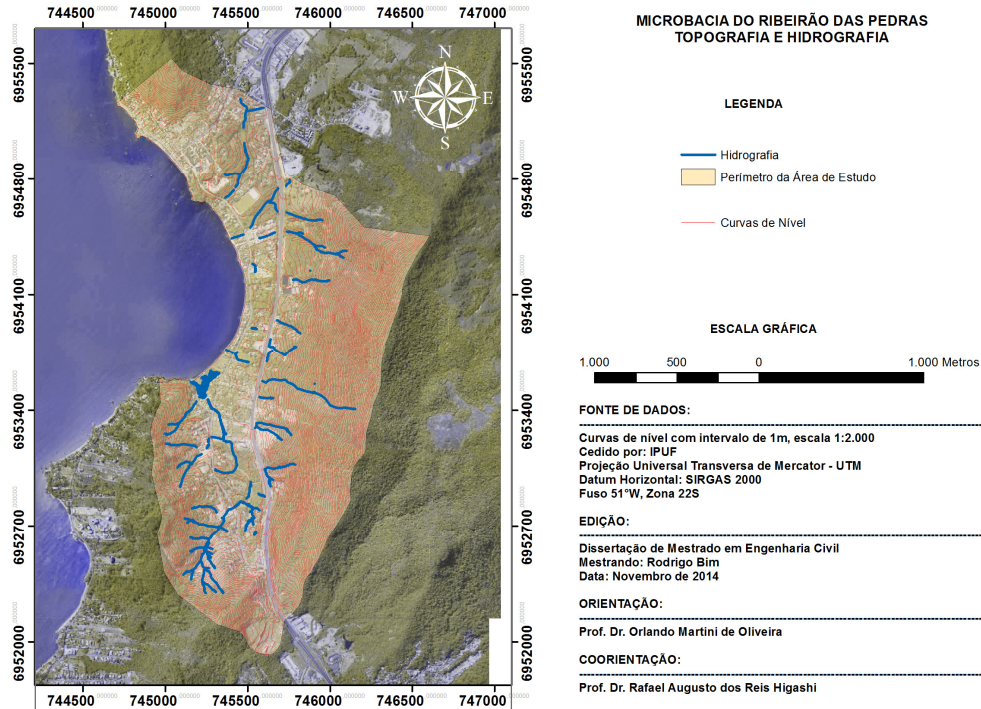 744500 745000 745500 746000 746500 747000
6955500
6954800
6954100
6953400
6952700
6952000
6955500
6954800
6954100
6953400
6952700
6952000
N
W E
S
744500 745000 745500 746000 746500 747000
MICROBACIA DO RIBEIRÃO DAS PEDRAS
TOPOGRAFIA E HIDROGRAFIA
LEGENDA
Hidrografia
Perímetro da Área de Estudo
Curvas de Nível
ESCALA GRÁFICA
1.000 500 0 1.000 Metros
FONTE DE DADOS:
Curvas de nível com intervalo de 1m, escala 1:2.000
Cedido por: IPUF
Projeção Universal Transversa de Mercator - UTM
Datum Horizontal: SIRGAS 2000
Fuso 51°W, Zona 22S
EDIÇÃO:
Dissertação de Mestrado em Engenharia Civil
Mestrando: Rodrigo Bim
Data: Novembro de 2014
ORIENTAÇÃO:
Prof. Dr. Orlando Martini de Oliveira
COORIENTAÇÃO:
Prof. Dr. Rafael Augusto dos Reis Higashi